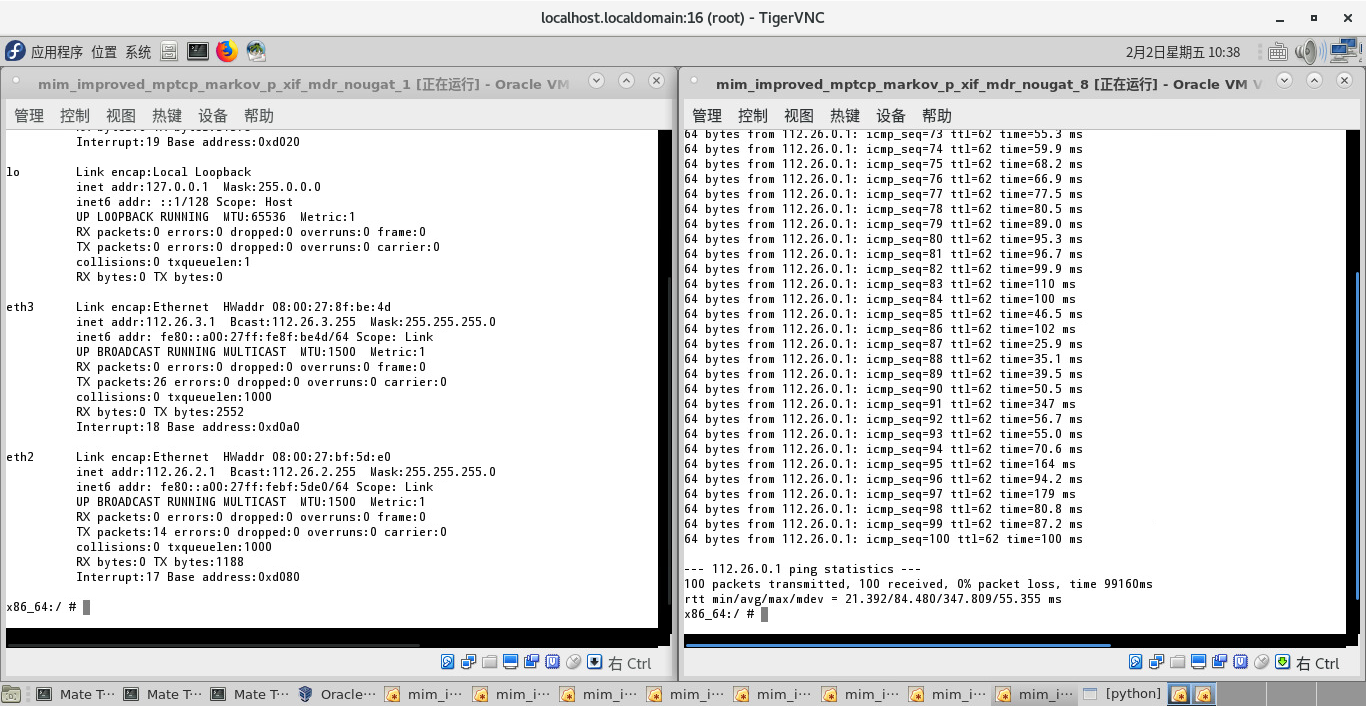 localhost.localdomain:16 (root) - TigerVNC
应用程序 位置 系统
2月2日星期五 10:38
mim_improved_mptcp_markov_p_xif_mdr_nougat_1 [正在运行] - Oracle VM
管理 控制 视图 热键 设备 帮助
Interrupt:19 Base address:0xd020
lo Link encap:Local Loopback
inet addr:127.0.0.1 Mask:255.0.0.0
inet6 addr: ::1/128 Scope: Host
UP LOOPBACK RUNNING MTU:65536 Metric:1
RX packets:0 errors:0 dropped:0 overruns:0 frame:0
TX packets:0 errors:0 dropped:0 overruns:0 carrier:0
collisions:0 txqueuelen:1
RX bytes:0 TX bytes:0
eth3 Link encap:Ethernet HWaddr 08:00:27:8f:be:4d
inet addr:112.26.3.1 Bcast:112.26.3.255 Mask:255.255.255.0
inet6 addr: fe80::a00:27ff:fe8f:be4d/64 Scope: Link
UP BROADCAST RUNNING MULTICAST MTU:1500 Metric:1
RX packets:0 errors:0 dropped:0 overruns:0 frame:0
TX packets:26 errors:0 dropped:0 overruns:0 carrier:0
collisions:0 txqueuelen:1000
RX bytes:0 TX bytes:2552
Interrupt:18 Base address:0xd0a0
eth2 Link encap:Ethernet HWaddr 08:00:27:bf:5d:e0
inet addr:112.26.2.1 Bcast:112.26.2.255 Mask:255.255.255.0
inet6 addr: fe80::a00:27ff:febf:5de0/64 Scope: Link
UP BROADCAST RUNNING MULTICAST MTU:1500 Metric:1
RX packets:0 errors:0 dropped:0 overruns:0 frame:0
TX packets:14 errors:0 dropped:0 overruns:0 carrier:0
collisions:0 txqueuelen:1000
RX bytes:0 TX bytes:1188
Interrupt:17 Base address:0xd080
x86_64:/ #
右 Ctrl
mim_improved_mptcp_markov_p_xif_mdr_nougat_8 [正在运行] - Oracle VM V
管理 控制 视图 热键 设备 帮助
64 bytes from 112.26.0.1: icmp_seq=73 ttl=62 time=55.3 ms
64 bytes from 112.26.0.1: icmp_seq=74 ttl=62 time=59.9 ms
64 bytes from 112.26.0.1: icmp_seq=75 ttl=62 time=68.2 ms
64 bytes from 112.26.0.1: icmp_seq=76 ttl=62 time=66.9 ms
64 bytes from 112.26.0.1: icmp_seq=77 ttl=62 time=77.5 ms
64 bytes from 112.26.0.1: icmp_seq=78 ttl=62 time=80.5 ms
64 bytes from 112.26.0.1: icmp_seq=79 ttl=62 time=89.0 ms
64 bytes from 112.26.0.1: icmp_seq=80 ttl=62 time=95.3 ms
64 bytes from 112.26.0.1: icmp_seq=81 ttl=62 time=96.7 ms
64 bytes from 112.26.0.1: icmp_seq=82 ttl=62 time=99.9 ms
64 bytes from 112.26.0.1: icmp_seq=83 ttl=62 time=110 ms
64 bytes from 112.26.0.1: icmp_seq=84 ttl=62 time=100 ms
64 bytes from 112.26.0.1: icmp_seq=85 ttl=62 time=46.5 ms
64 bytes from 112.26.0.1: icmp_seq=86 ttl=62 time=102 ms
64 bytes from 112.26.0.1: icmp_seq=87 ttl=62 time=25.9 ms
64 bytes from 112.26.0.1: icmp_seq=88 ttl=62 time=35.1 ms
64 bytes from 112.26.0.1: icmp_seq=89 ttl=62 time=39.5 ms
64 bytes from 112.26.0.1: icmp_seq=90 ttl=62 time=50.5 ms
64 bytes from 112.26.0.1: icmp_seq=91 ttl=62 time=347 ms
64 bytes from 112.26.0.1: icmp_seq=92 ttl=62 time=56.7 ms
64 bytes from 112.26.0.1: icmp_seq=93 ttl=62 time=55.0 ms
64 bytes from 112.26.0.1: icmp_seq=94 ttl=62 time=70.6 ms
64 bytes from 112.26.0.1: icmp_seq=95 ttl=62 time=164 ms
64 bytes from 112.26.0.1: icmp_seq=96 ttl=62 time=94.2 ms
64 bytes from 112.26.0.1: icmp_seq=97 ttl=62 time=179 ms
64 bytes from 112.26.0.1: icmp_seq=98 ttl=62 time=80.8 ms
64 bytes from 112.26.0.1: icmp_seq=99 ttl=62 time=87.2 ms
64 bytes from 112.26.0.1: icmp_seq=100 ttl=62 time=100 ms
--- 112.26.0.1 ping statistics ---
100 packets transmitted, 100 received, 0% packet loss, time 99160ms
rtt min/avg/max/mdev = 21.392/84.480/347.809/55.355 ms
x86_64:/ #
右 Ctrl
Mate T··· Mate T··· Mate T··· Oracle··· mim_i··· mim_i··· mim_i··· mim_i··· mim_i··· mim_i··· mim_i··· mim_i··· [python]